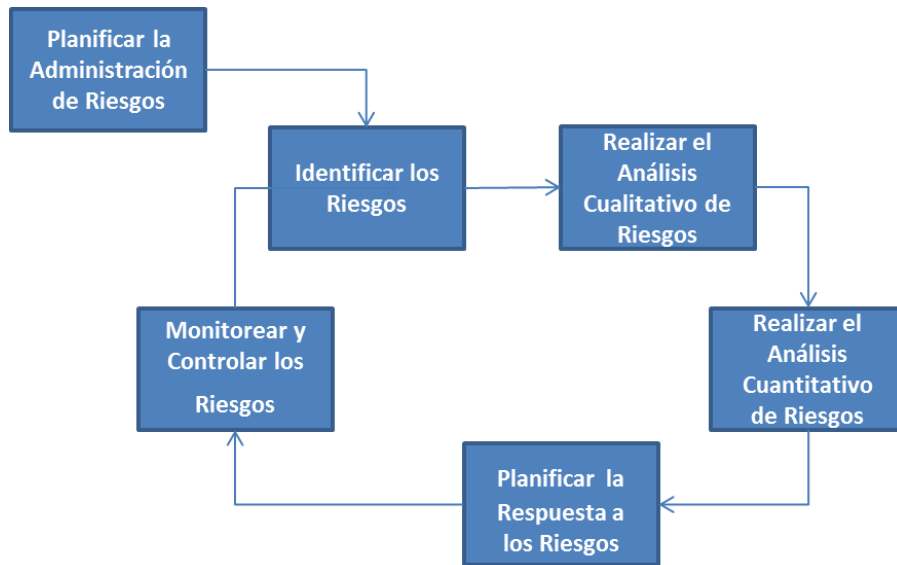 Planificar la
Administración
de Riesgos
Identificar los
Riesgos
Realizar el
Análisis
Cualitativo de
Riesgos
Realizar el
Análisis
Cuantitativo
de Riesgos
Planificar la
Respuesta a
los Riesgos
Monitorear y
Controlar los
Riesgos